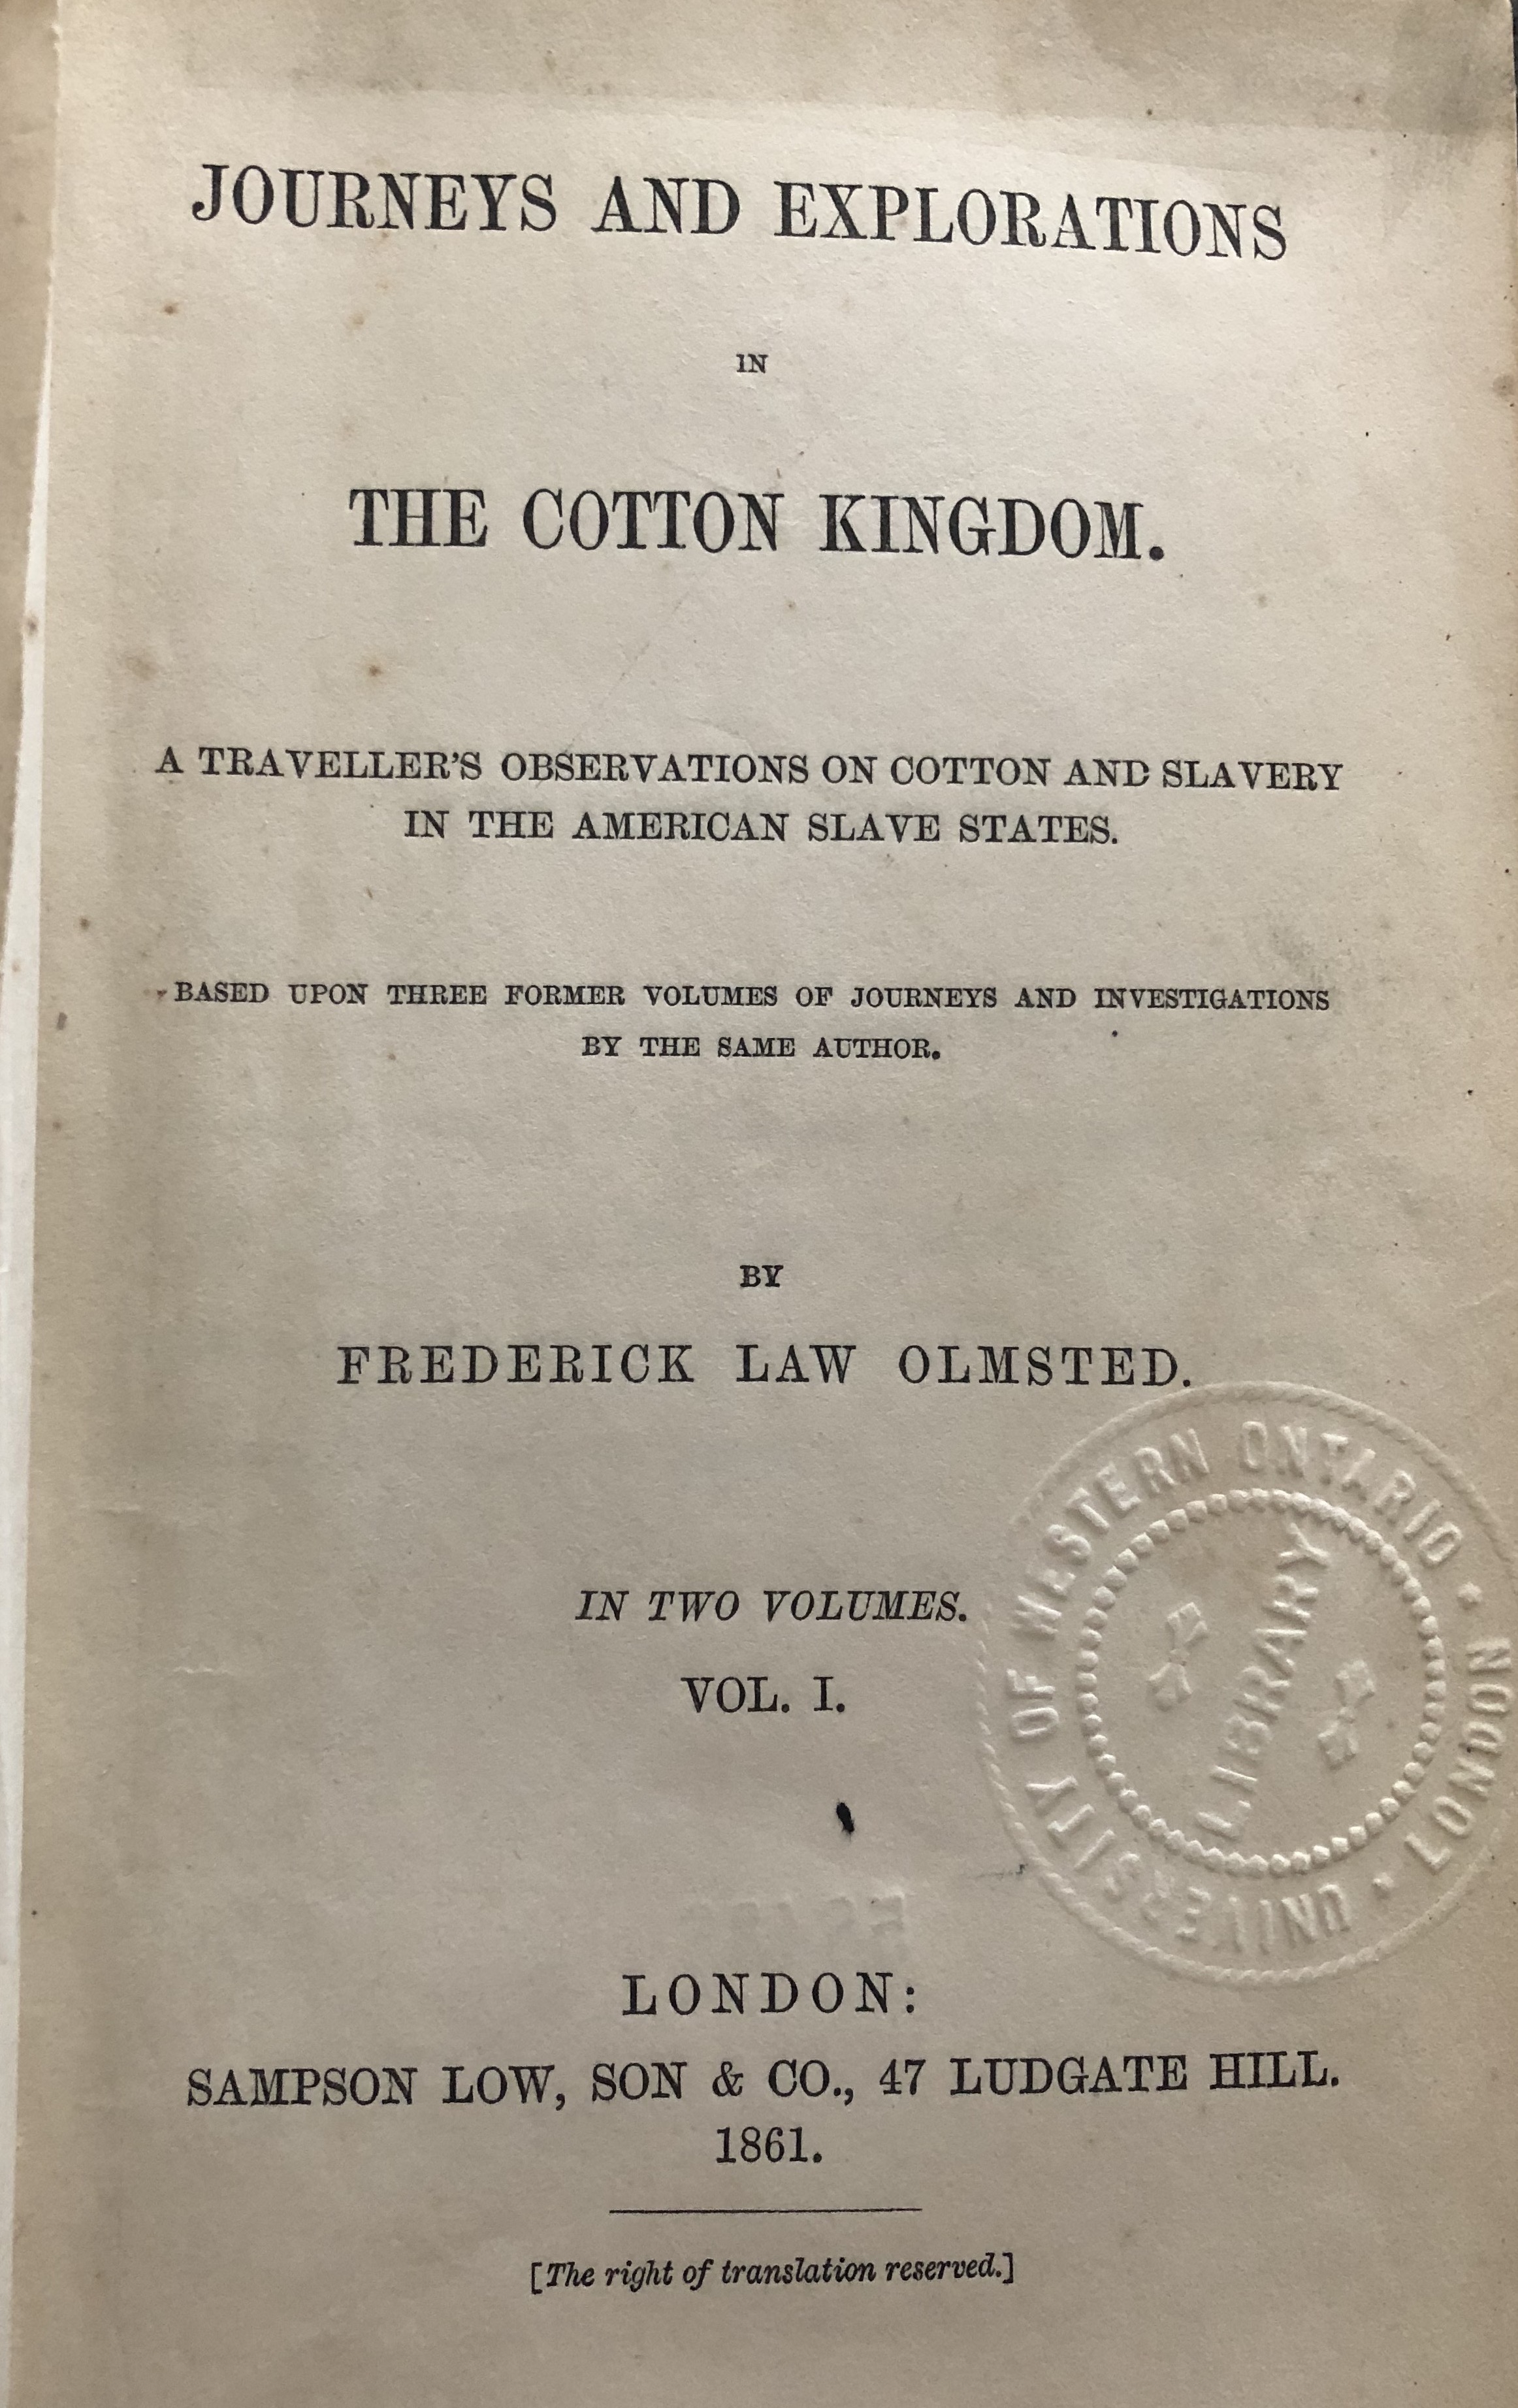 JOURNEYS AND EXPLORATIONS
IN
THE COTTON KINGDOM.
A TRAVELLER'S OBSERVATIONS ON COTTON AND SLAVERY
IN THE AMERICAN SLAVE STATES.
BASED UPON THREE FORMER VOLUMES OF JOURNEYS AND INVESTIGATIONS
BY THE SAME AUTHOR.
BY
FREDERICK LAW OLMSTED.
IN TWO VOLUMES.
VOL. I.
UNIVERSITY OF WESTERN ONTARIO • LONDON •
LIBRARY
LONDON:
SAMPSON LOW, SON & CO., 47 LUDGATE HILL.
1861.
[The right of translation reserved.]